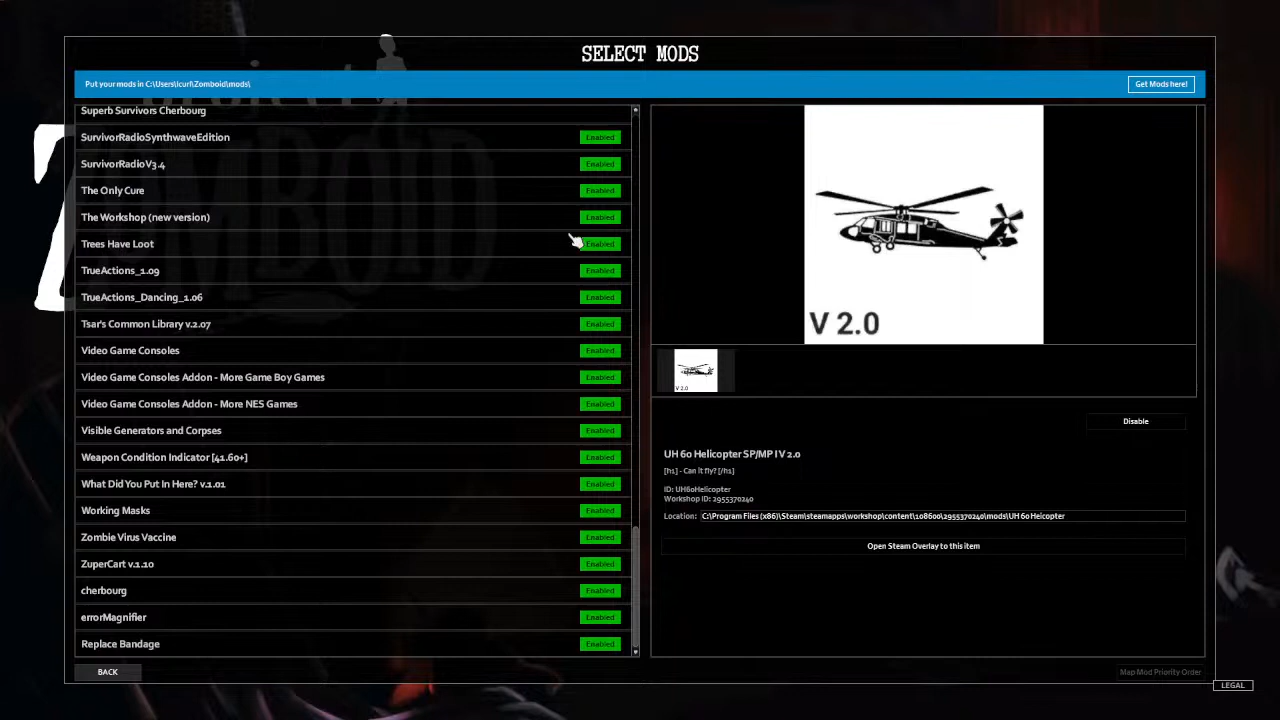 SELECT MODS
Put your mods in C:\Users\lcurl\Zomboid\mods\
Get Mods here!
Superb Survivors Cherbourg
SurvivorRadioSynthwaveEdition Enabled
SurvivorRadioV3.4 Enabled
The Only Cure Enabled
The Workshop (new version) Enabled
Trees Have Loot Enabled
TrueActions_1.09 Enabled
TrueActions_Dancing_1.06 Enabled
Tsar's Common Library v.2.07 Enabled
Video Game Consoles Enabled
Video Game Consoles Addon - More Game Boy Games Enabled
Video Game Consoles Addon - More NES Games Enabled
Visible Generators and Corpses Enabled
Weapon Condition Indicator [41.60+] Enabled
What Did You Put In Here? v.1.01 Enabled
Working Masks Enabled
Zombie Virus Vaccine Enabled
ZuperCart v.1.10 Enabled
cherbourg Enabled
errorMagnifier Enabled
Replace Bandage Enabled
V 2.0
V 2.0
Disable
UH 60 Helicopter SP/MP I V 2.0
[h1] - Can it fly? [/h1]
ID: UH60Helicopter
Workshop ID: 2955370240
Location: C:\Program Files (x86)\Steam\steamapps\workshop\content\108600\2955370240\mods\UH 60 Heicopter
Open Steam Overlay to this item
BACK
Map Mod Priority Order
LEGAL
ZOMBOID